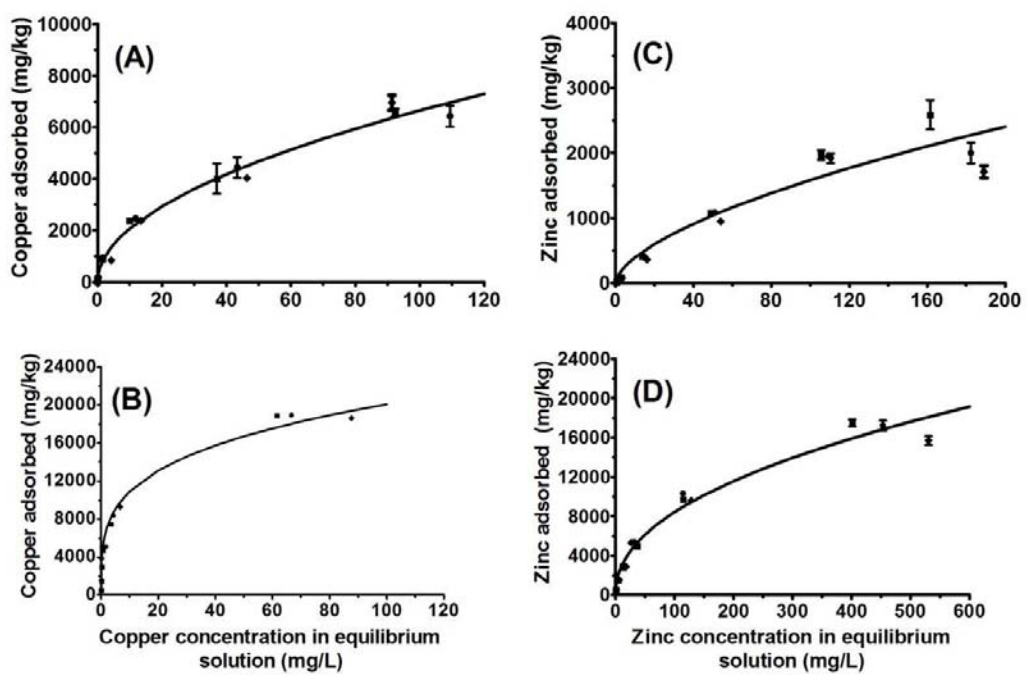 (A)
Copper adsorbed (mg/kg)
10000
8000
6000
4000
2000
0
0 20 40 60 80 100 120
(C)
Zinc adsorbed (mg/kg)
4000
3000
2000
1000
0
0 40 80 120 160 200
(B)
Copper adsorbed (mg/kg)
24000
20000
16000
12000
8000
4000
0
0 20 40 60 80 100 120
Copper concentration in equilibrium
solution (mg/L)
(D)
Zinc adsorbed (mg/kg)
24000
20000
16000
12000
8000
4000
0
0 100 200 300 400 500 600
Zinc concentration in equilibrium
solution (mg/L)